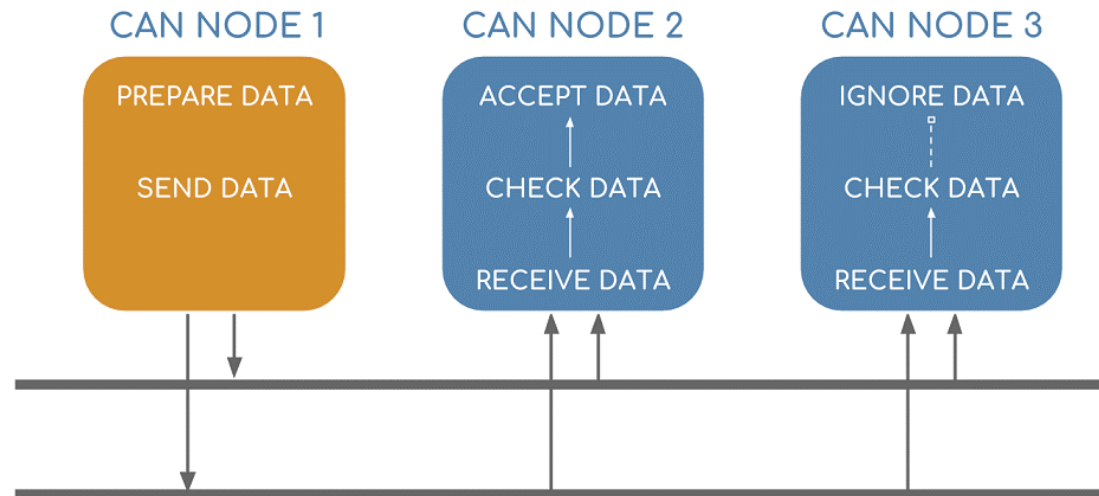 CAN NODE 1
PREPARE DATA
SEND DATA
CAN NODE 2
ACCEPT DATA
CHECK DATA
RECEIVE DATA
CAN NODE 3
IGNORE DATA
CHECK DATA
RECEIVE DATA